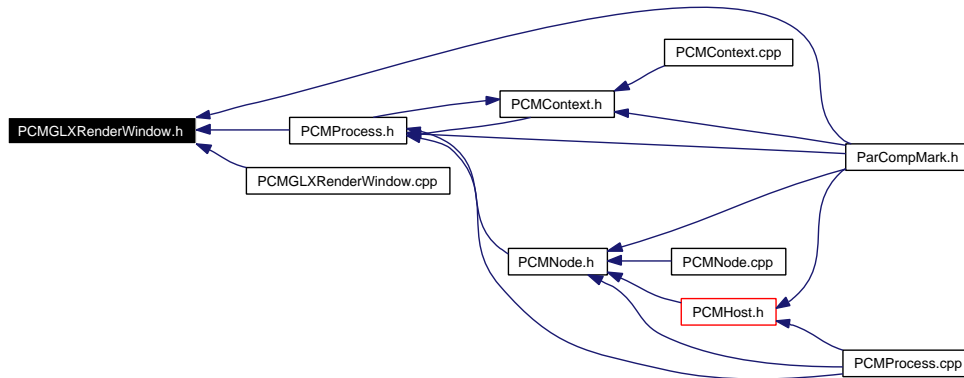 PCMContext.cpp
PCMContext.h
PCMGLXRenderWindow.h
PCMProcess.h
ParCompMark.h
PCMGLXRenderWindow.cpp
PCMNode.h
PCMNode.cpp
PCMHost.h
PCMProcess.cpp